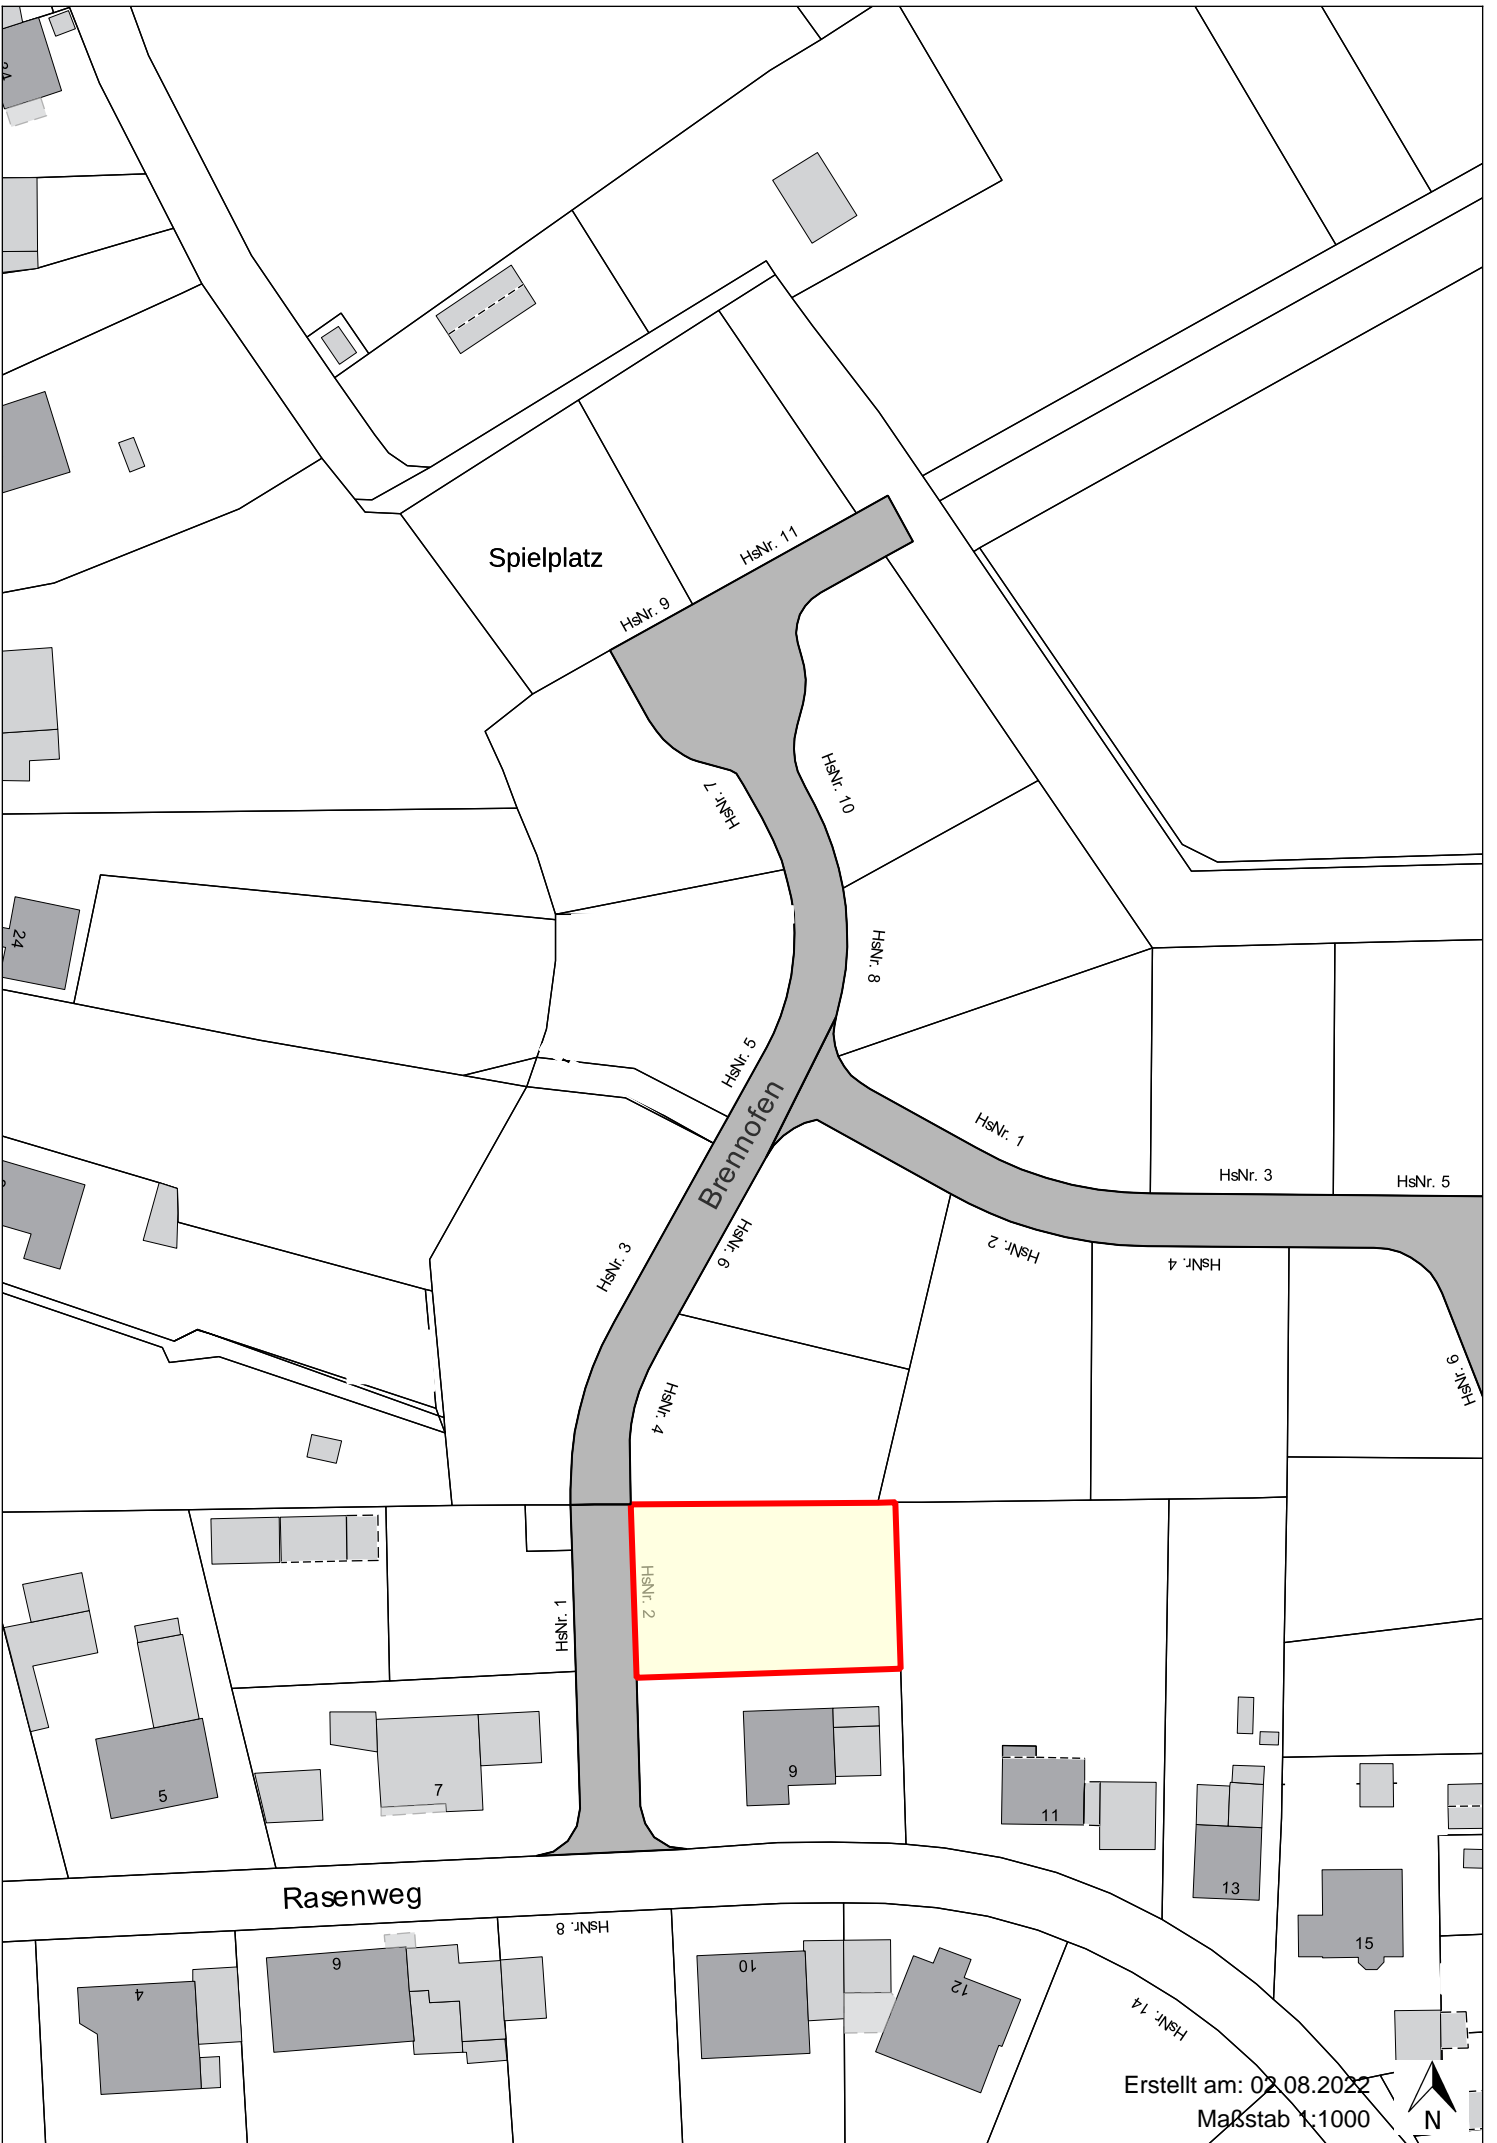 24
Spielplatz
HsNr. 11
HsNr. 9
HsNr. 7
HsNr. 10
24
HsNr. 8
HsNr. 5
Brennofen
HsNr. 1
HsNr. 3
HsNr. 5
HsNr. 6
HsNr. 3
HsNr. 2
HsNr. 4
HsNr. 6
HsNr. 4
HsNr. 2
HsNr. 1
5
7
9
11
13
Rasenweg
HsNr. 8
15
4
6
10
12
HsNr. 14
Erstellt am: 02.08.2022
Maßstab 1:1000
N